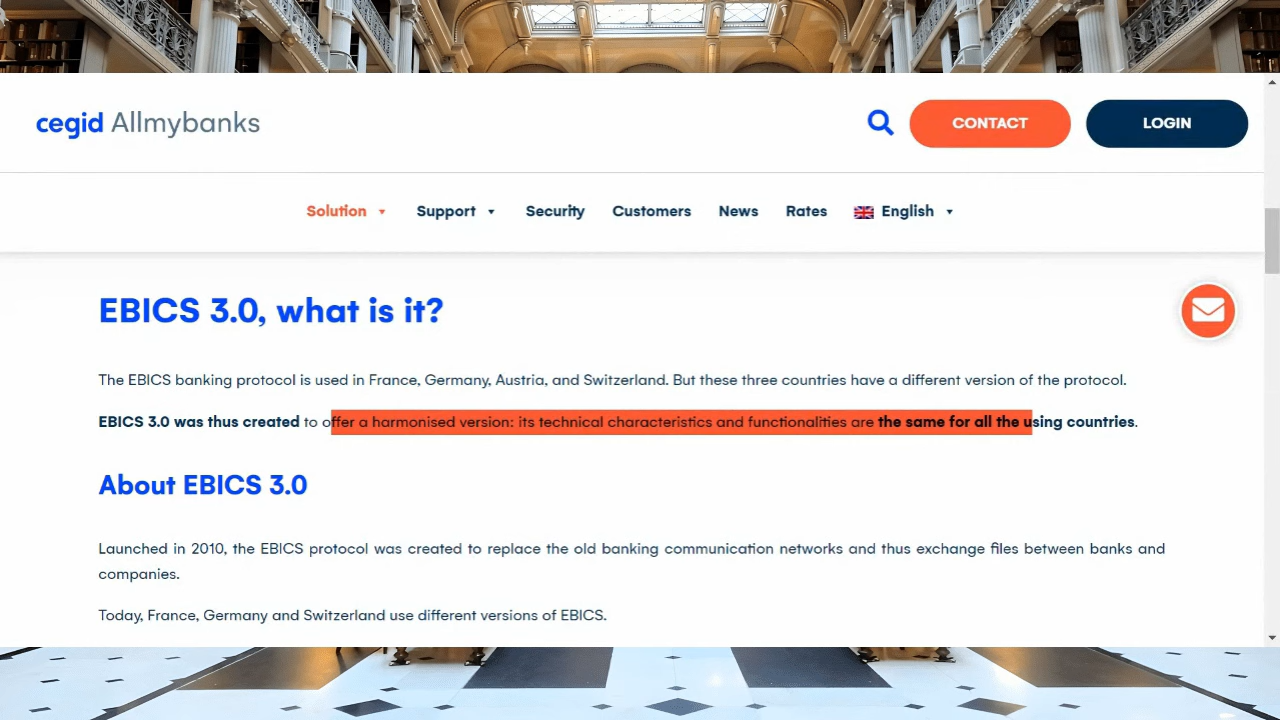 cegid Allmybanks
CONTACT
LOGIN
Solution
Support
Security
Customers
News
Rates
English
EBICS 3.0, what is it?
The EBICS banking protocol is used in France, Germany, Austria, and Switzerland. But these three countries have a different version of the protocol.
EBICS 3.0 was thus created to offer a harmonised version: its technical characteristics and functionalities are the same for all the using countries.
About EBICS 3.0
Launched in 2010, the EBICS protocol was created to replace the old banking communication networks and thus exchange files between banks and
companies.
Today, France, Germany and Switzerland use different versions of EBICS.